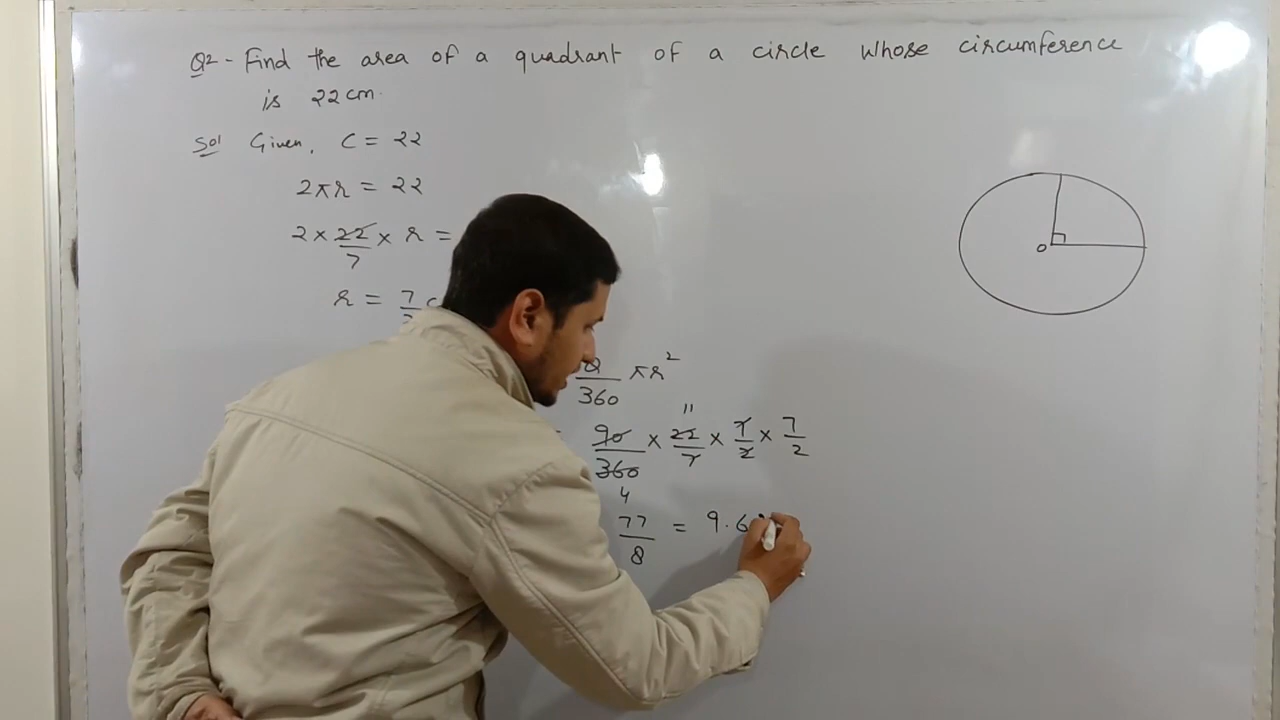 Q2- Find the area of a quadrant of a circle whose circumference
is 22 cm.
Sol Given, C = 22
2πr = 22
2 × 22/7 × r =
r = 7/
360 πr²
11
90/360 × 22/7 × 7/2 × 7/2
4
77/8 = 9.6
O